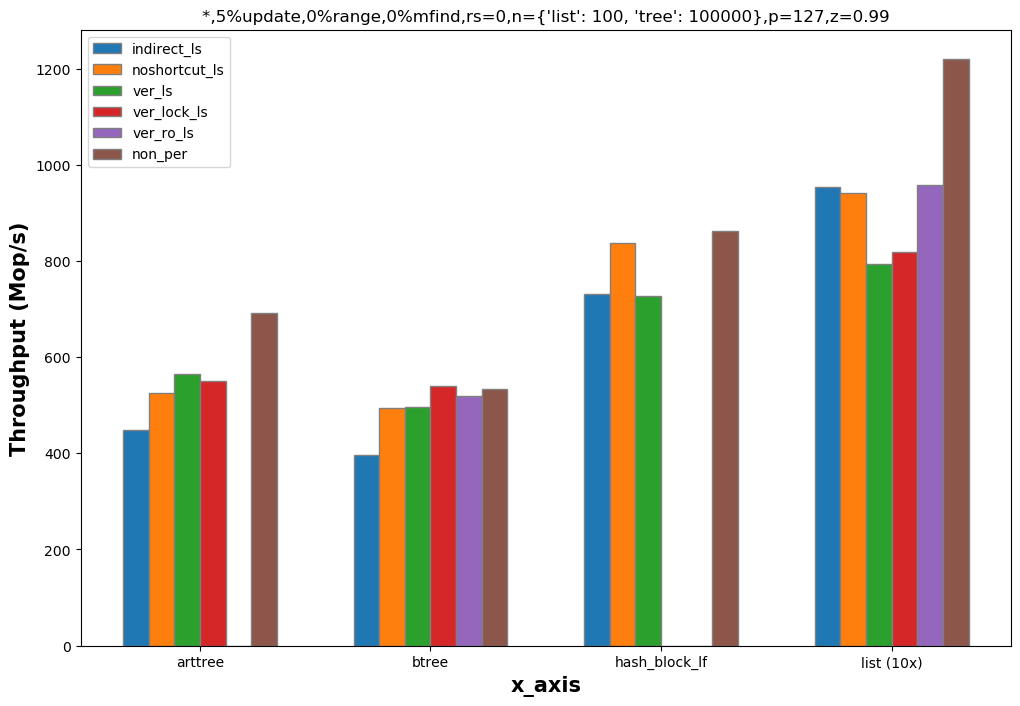 *,5%update,0%range,0%mfind,rs=0,n={'list': 100, 'tree': 100000},p=127,z=0.99
indirect_ls
noshortcut_ls
ver_ls
ver_lock_ls
ver_ro_ls
non_per
Throughput (Mop/s)
1200
1000
800
600
400
200
0
arttree btree hash_block_lf list (10x)
x_axis